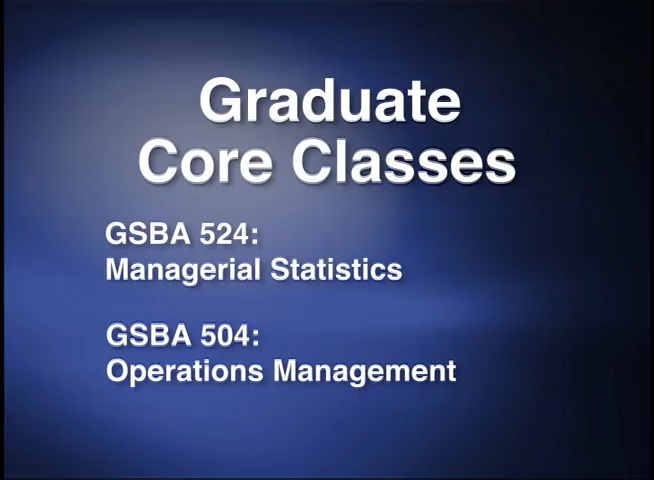 Graduate
Core Classes
GSBA 524:
Managerial Statistics
GSBA 504:
Operations Management